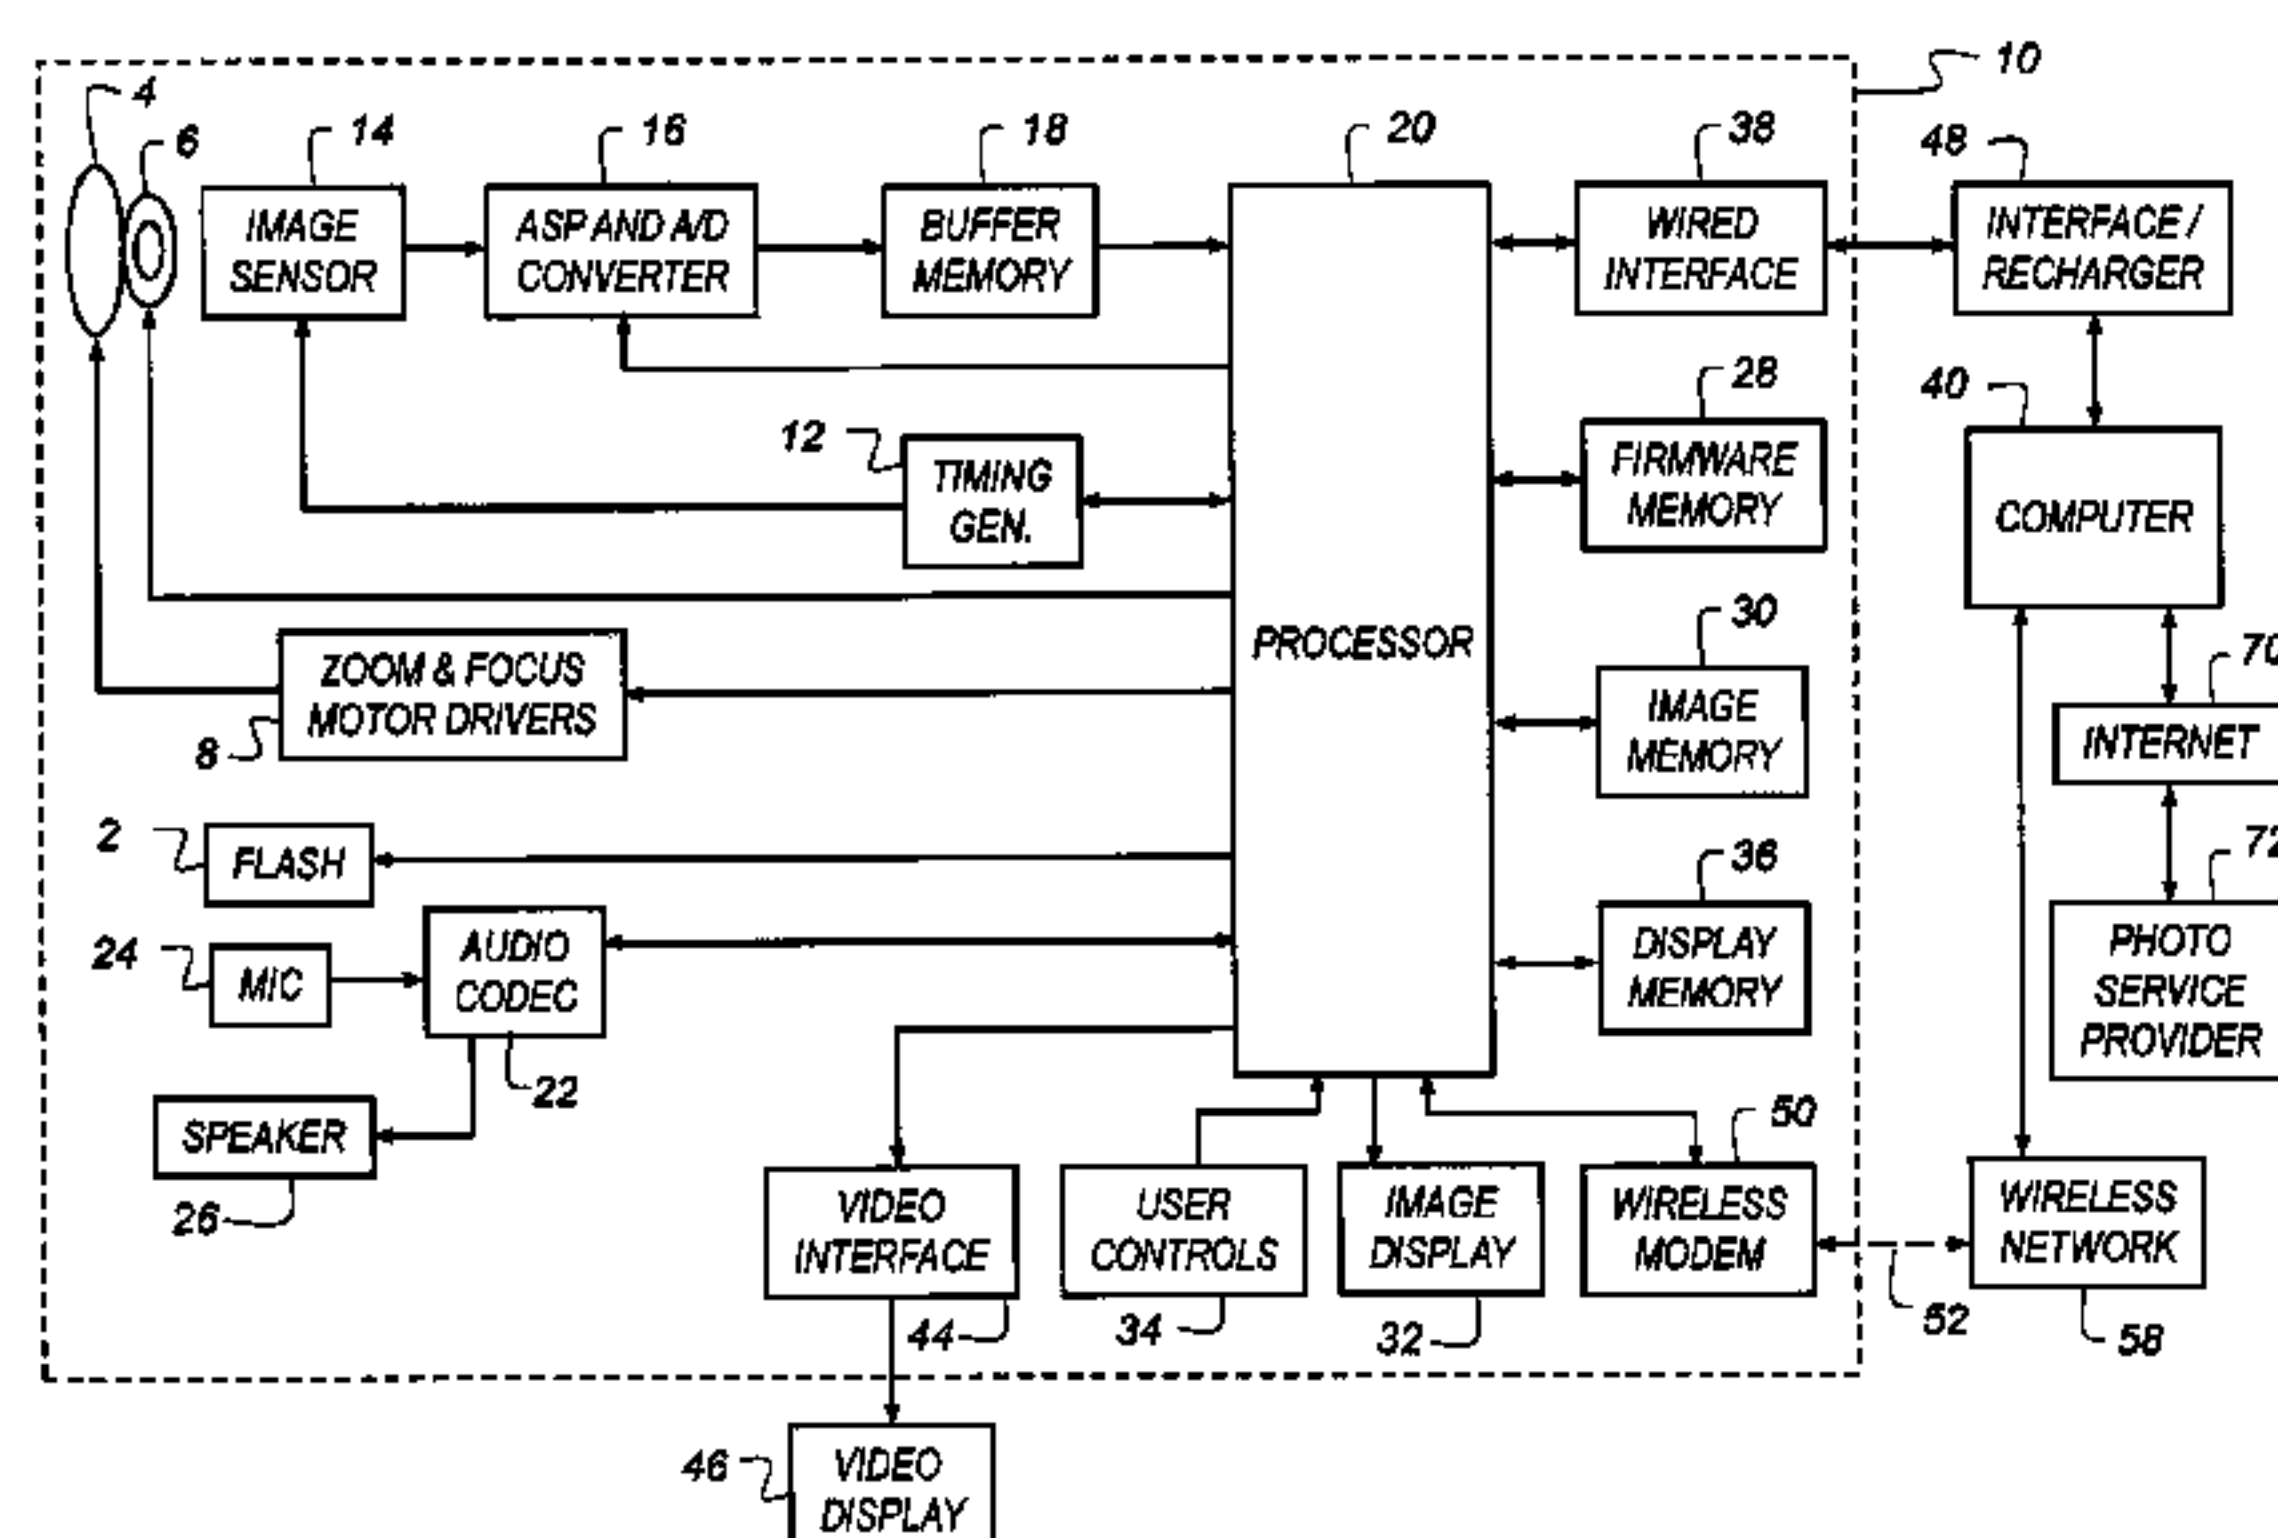 10
4
6
14
16
18
20
38
48
IMAGE
SENSOR
ASP AND A/D
CONVERTER
BUFFER
MEMORY
WIRED
INTERFACE
INTERFACE /
RECHARGER
28
40
12
TIMING
GEN.
FIRMWARE
MEMORY
COMPUTER
PROCESSOR
30
70
ZOOM & FOCUS
MOTOR DRIVERS
8
IMAGE
MEMORY
INTERNET
2
FLASH
36
72
24
MIC
AUDIO
CODEC
22
DISPLAY
MEMORY
PHOTO
SERVICE
PROVIDER
SPEAKER
26
50
VIDEO
INTERFACE
44
USER
CONTROLS
34
IMAGE
DISPLAY
32
WIRELESS
MODEM
52
WIRELESS
NETWORK
58
46
VIDEO
DISPLAY